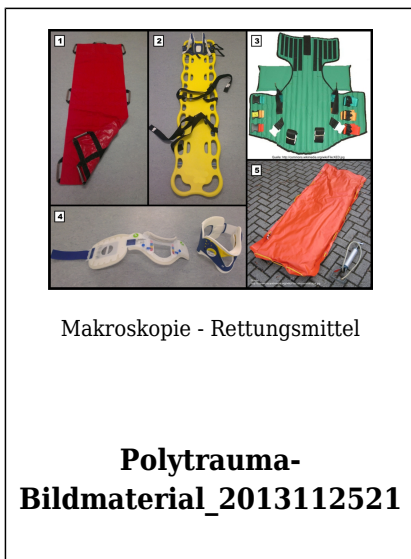 1
2
3
4
5
Makroskopie - Rettungsmittel
Polytrauma-
Bildmaterial_2013112521